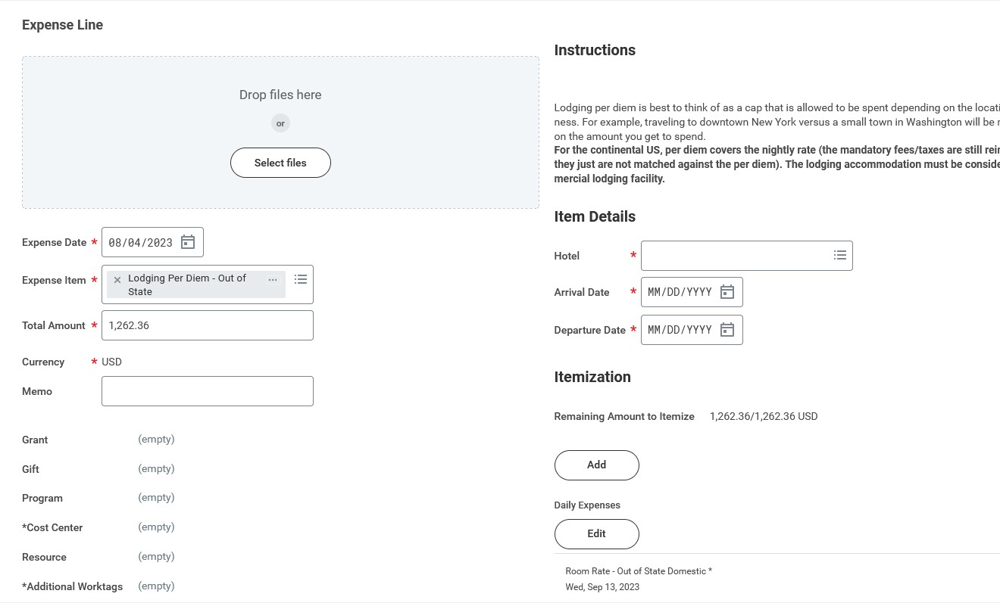 Expense Line
Drop files here
or
Select files
Expense Date * 08/04/2023
Expense Item * × Lodging Per Diem - Out of
State
Total Amount * 1,262.36
Currency * USD
Memo
Grant (empty)
Gift (empty)
Program (empty)
*Cost Center (empty)
Resource (empty)
*Additional Worktags (empty)
Instructions
Lodging per diem is best to think of as a cap that is allowed to be spent depending on the locati
ness. For example, traveling to downtown New York versus a small town in Washington will be
on the amount you get to spend.
For the continental US, per diem covers the nightly rate (the mandatory fees/taxes are still rei
they just are not matched against the per diem). The lodging accommodation must be conside
mercial lodging facility.
Item Details
Hotel *
Arrival Date * MM/DD/YYYY
Departure Date * MM/DD/YYYY
Itemization
Remaining Amount to Itemize 1,262.36/1,262.36 USD
Add
Daily Expenses
Edit
Room Rate - Out of State Domestic *
Wed, Sep 13, 2023